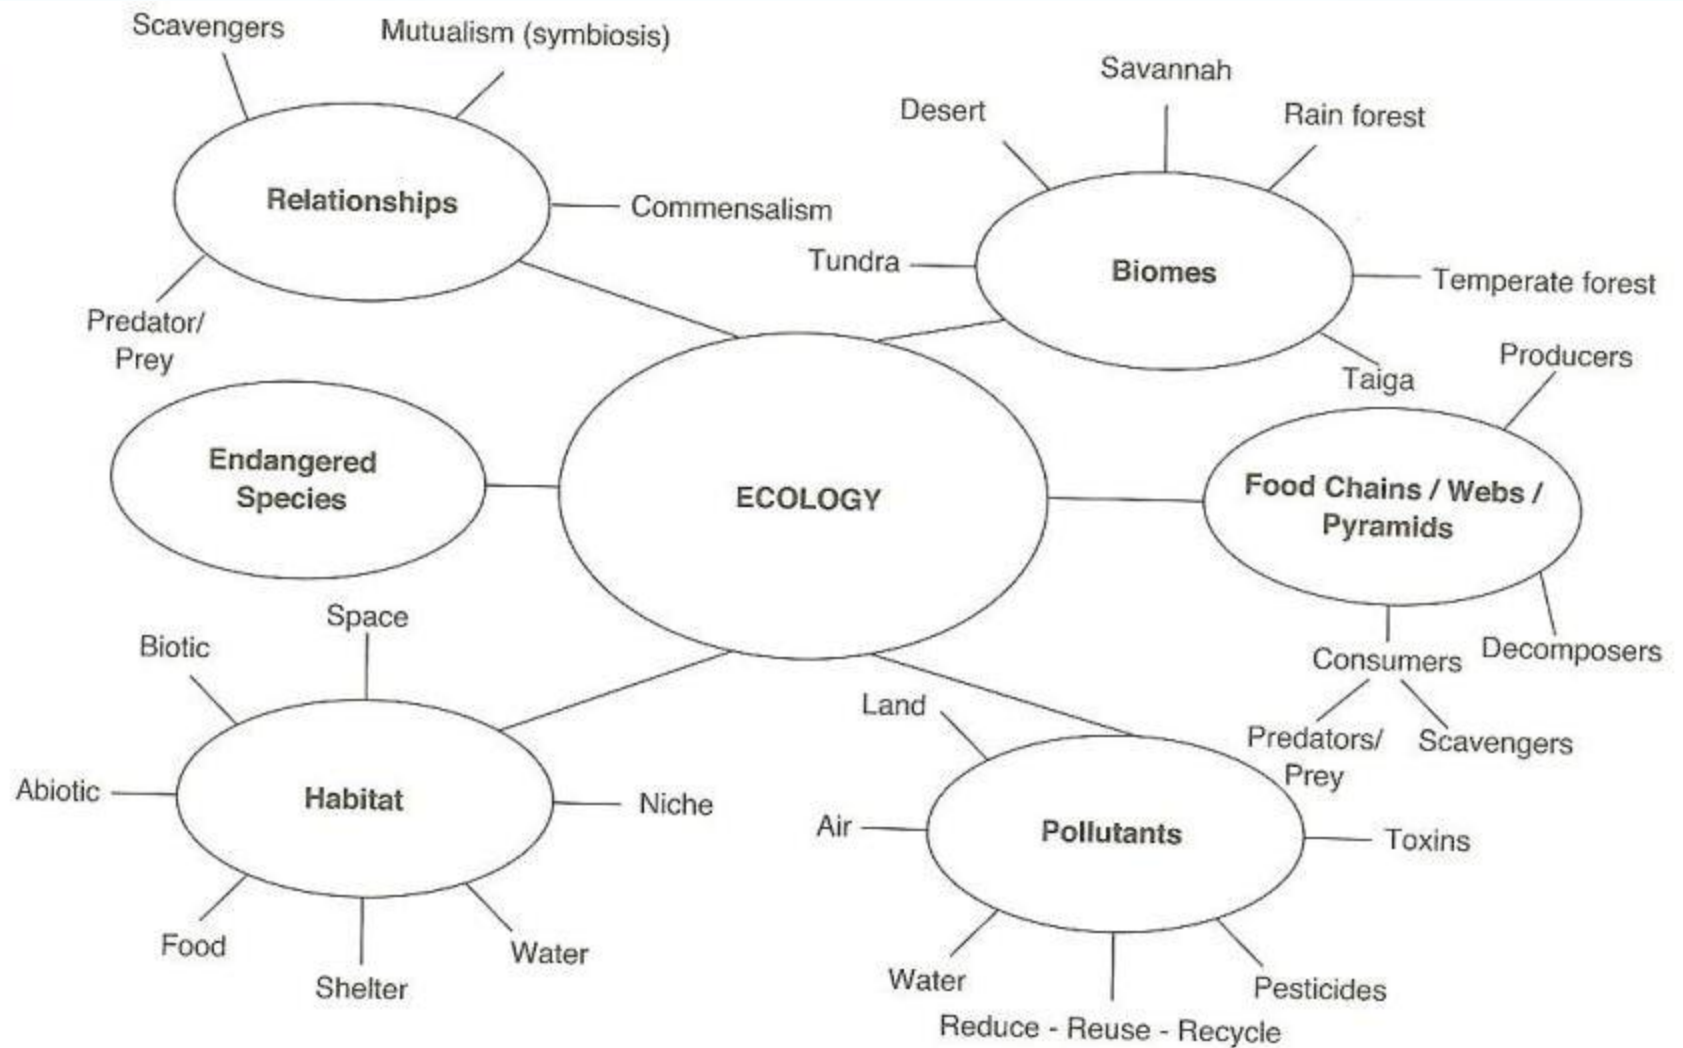 Scavengers
Mutualism (symbiosis)
Relationships
Commensalism
Predator/
Prey
Savannah
Desert
Rain forest
Tundra
Biomes
Temperate forest
Taiga
Endangered
Species
ECOLOGY
Producers
Food Chains / Webs /
Pyramids
Consumers
Decomposers
Predators/
Prey
Scavengers
Space
Biotic
Abiotic
Habitat
Niche
Food
Shelter
Water
Land
Air
Pollutants
Toxins
Water
Pesticides
Reduce - Reuse - Recycle